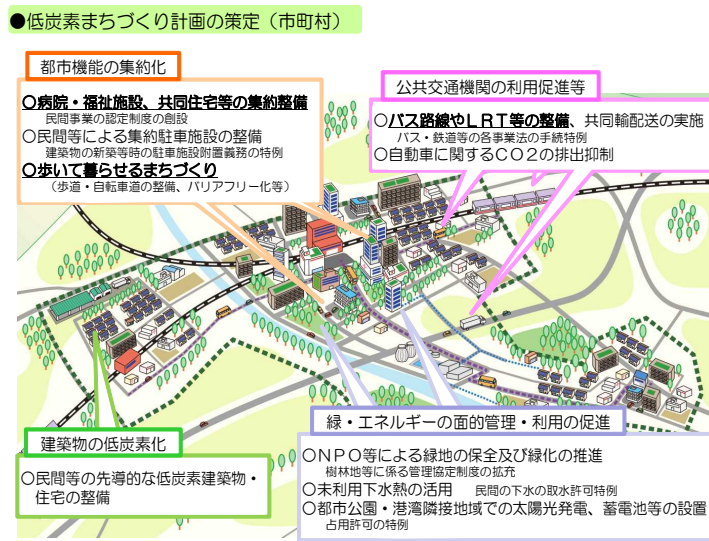 ●低炭素まちづくり計画の策定（市町村）
都市機能の集約化
〇病院・福祉施設、共同住宅等の集約整備
民間事業の認定制度の創設
〇民間等による集約駐車施設の整備
建築物の新築等時の駐車施設附置義務の特例
〇歩いて暮らせるまちづくり
（歩道・自転車道の整備、バリアフリー化等）
公共交通機関の利用促進等
〇バス路線やＬＲＴ等の整備、共同輸配送の実施
バス・鉄道等の各事業法の手続特例
〇自動車に関するＣＯ２の排出抑制
建築物の低炭素化
〇民間等の先導的な低炭素建築物・
住宅の整備
緑・エネルギーの面的管理・利用の促進
〇ＮＰＯ等による緑地の保全及び緑化の推進
樹林地等に係る管理協定制度の拡充
〇未利用下水熱の活用　民間の下水の取水許可特例
〇都市公園・港湾隣接地域での太陽光発電、蓄電池等の設置
占用許可の特例